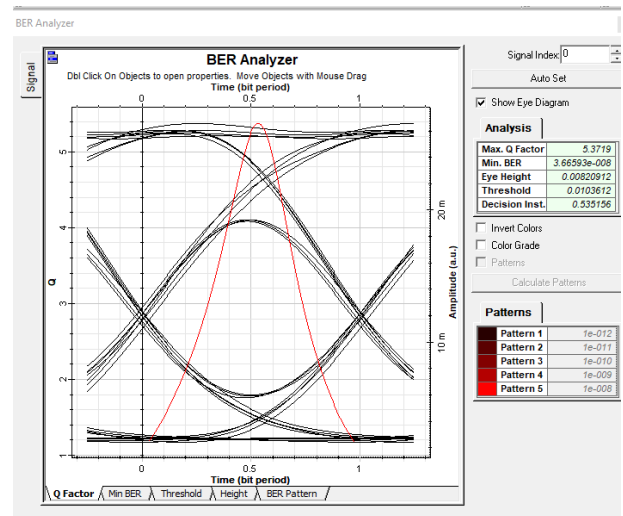 BER Analyzer
Signal
BER Analyzer
Dbl Click On Objects to open properties. Move Objects with Mouse Drag
Time (bit period)
0 0.5 1
Q
5
4
3
2
1
Amplitude (a.u.)
20 m
10 m
0 0.5 1
Time (bit period)
Q Factor Min BER Threshold Height BER Pattern
Signal Index: 0
Auto Set
Show Eye Diagram
Analysis
Max. Q Factor 5.3719
Min. BER 3.66593e-008
Eye Height 0.00820912
Threshold 0.0103612
Decision Inst. 0.535156
Invert Colors
Color Grade
Patterns
Calculate Patterns
Patterns
Pattern 1 1e-012
Pattern 2 1e-011
Pattern 3 1e-010
Pattern 4 1e-009
Pattern 5 1e-008